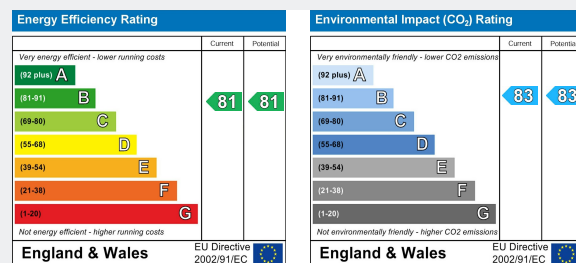 Energy Efficiency Rating
Current Potential
Very energy efficient - lower running costs
(92 plus) A
(81-91) B
81 81
(69-80) C
(55-68) D
(39-54) E
(21-38) F
(1-20) G
Not energy efficient - higher running costs
England & Wales
EU Directive
2002/91/EC
Environmental Impact (CO2) Rating
Current Potential
Very environmentally friendly - lower CO2 emissions
(92 plus) A
(81-91) B
83 83
(69-80) C
(55-68) D
(39-54) E
(21-38) F
(1-20) G
Not environmentally friendly - higher CO2 emissions
England & Wales
EU Directive
2002/91/EC